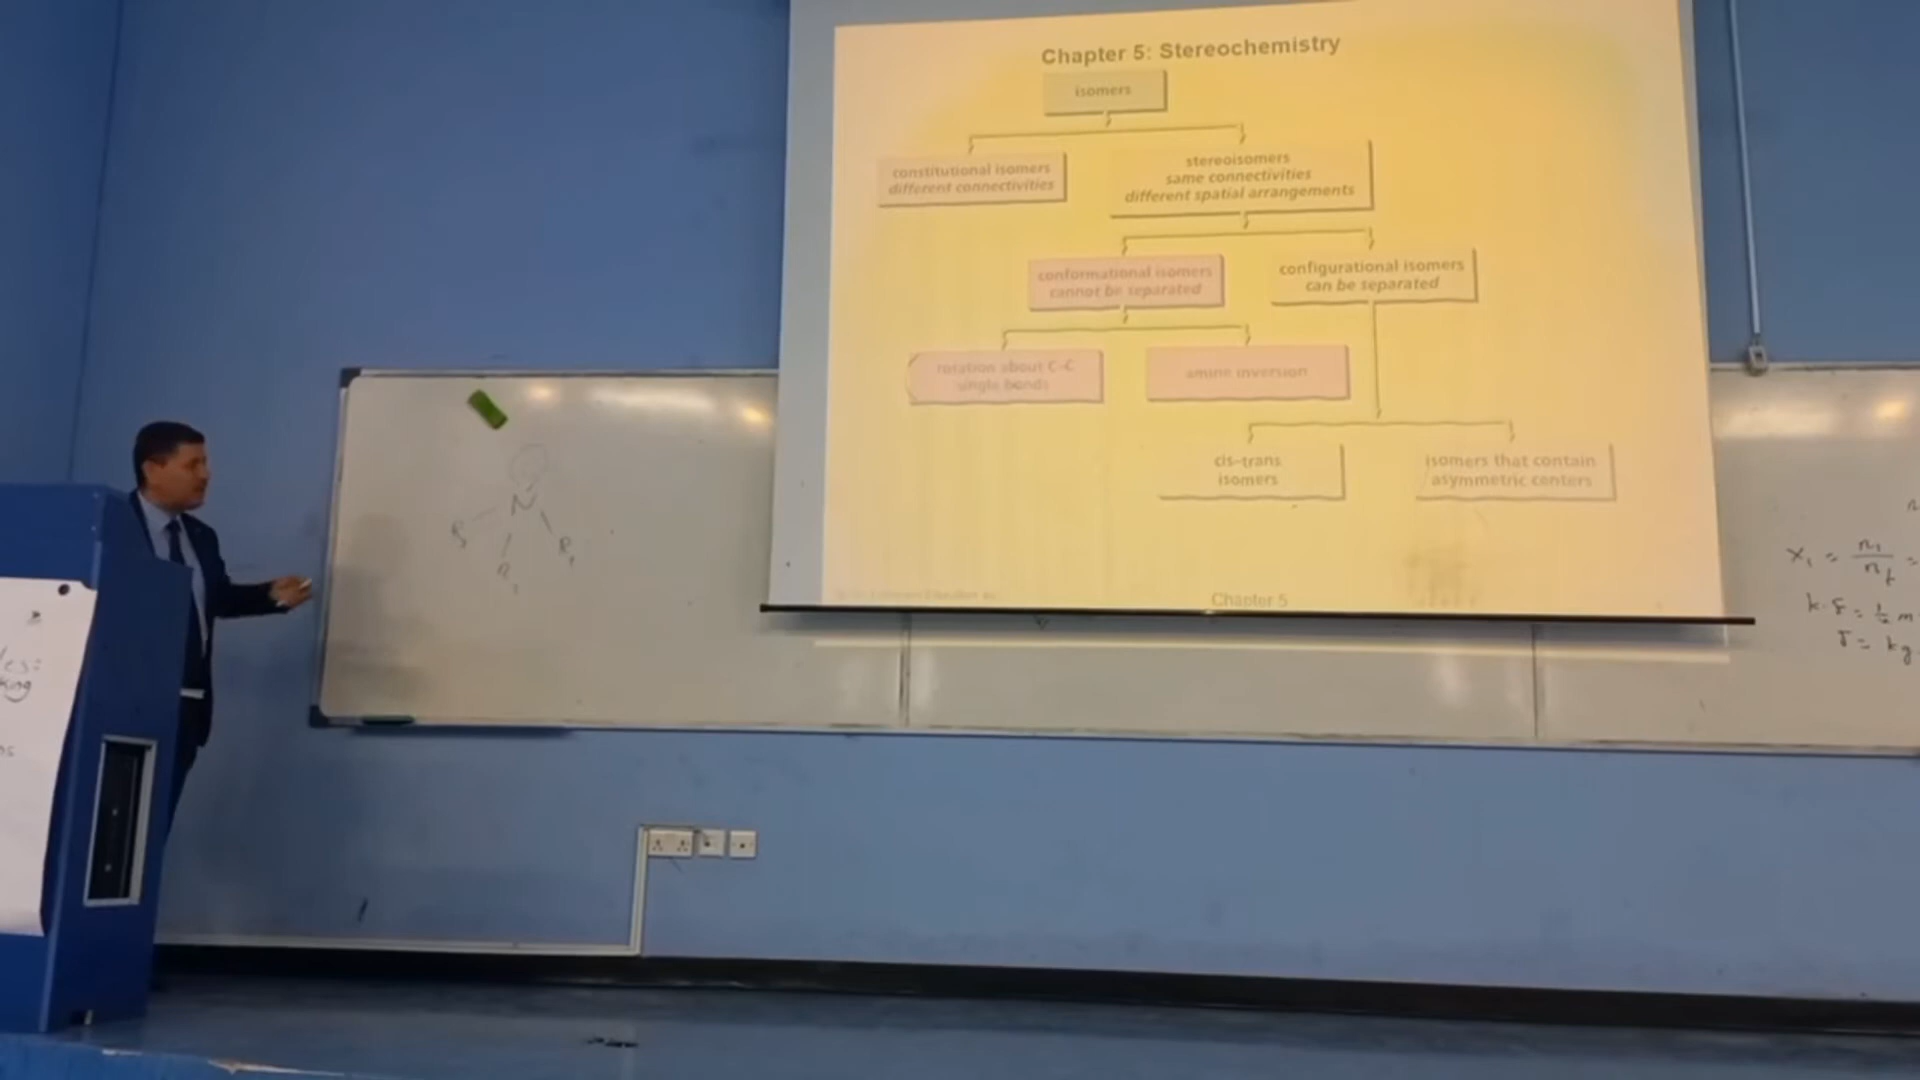 Chapter 5: Stereochemistry
isomers
constitutional isomers
different connectivities
stereoisomers
same connectivities
different spatial arrangements
conformational isomers
cannot be separated
configurational isomers
can be separated
rotation about C–C
single bonds
amine inversion
cis–trans
isomers
isomers that contain
asymmetric centers
Chapter 5
N